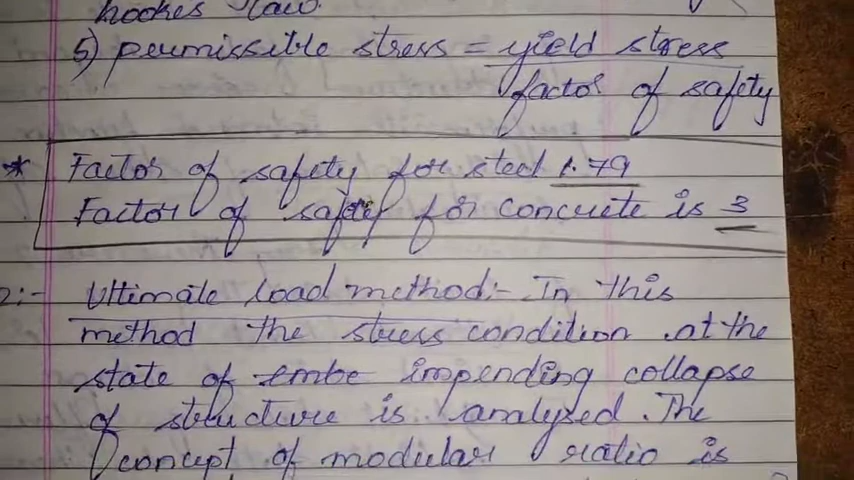 hookes law.
5) permissible stress = yield stress
factor of safety
* Factor of safety for steel 1.79
Factor of safety for concrete is 3
2:- Ultimate load method:- In this
method the stress condition at the
state of embe impending collapse
of structure is analysed. The
concept of modular ratio is